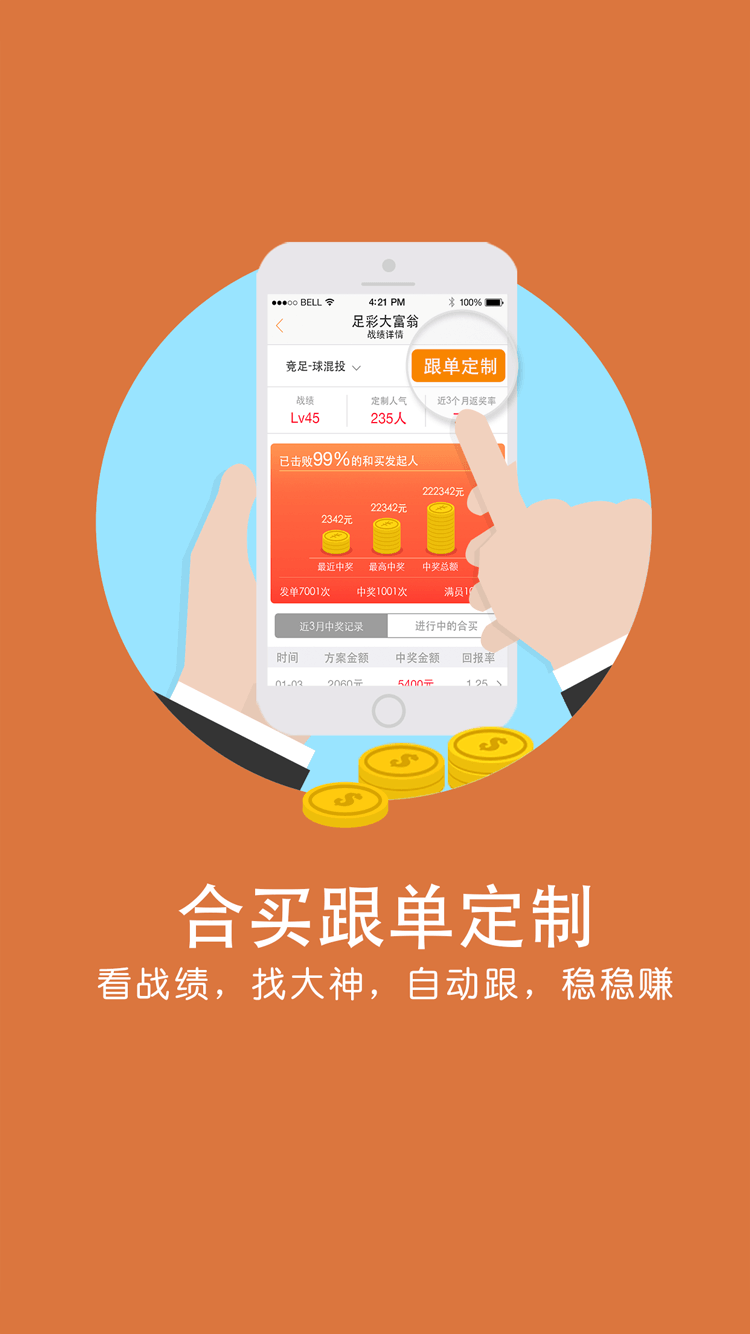 BELL 4:21 PM 100%
足彩大富翁
战绩详情
竞足-球混投
跟单定制
战绩 定制人气 近3个月返奖率
Lv45 235人
已击败99%的和买发起人
222342元
22342元
2342元
最近中奖 最高中奖 中奖总额
发单7001次 中奖1001次 满员
近3月中奖记录 进行中的合买
时间 方案金额 中奖金额 回报率
01-03 2060元 5400元 1.25
合买跟单定制
看战绩，找大神，自动跟，稳稳赚